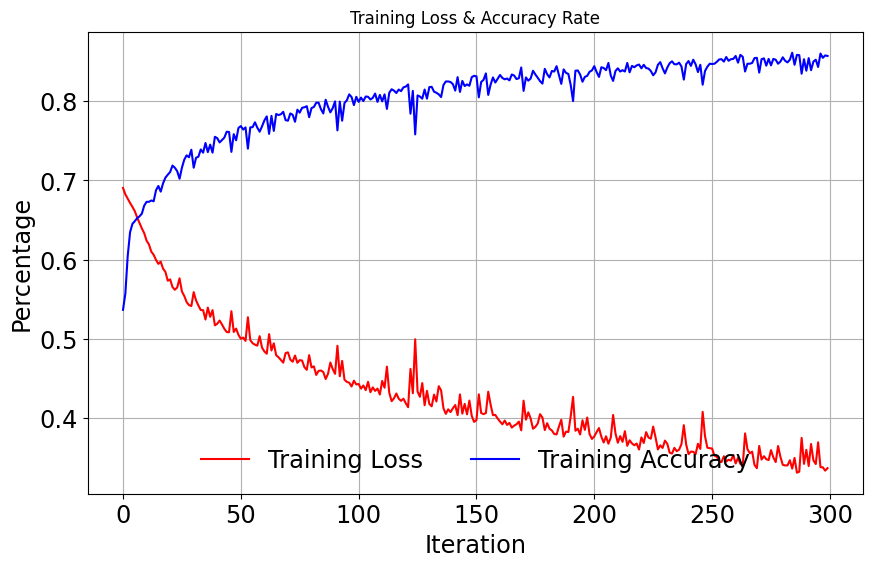 Training Loss & Accuracy Rate
Percentage
0.8
0.7
0.6
0.5
0.4
Training Loss
Training Accuracy
0 50 100 150 200 250 300
Iteration